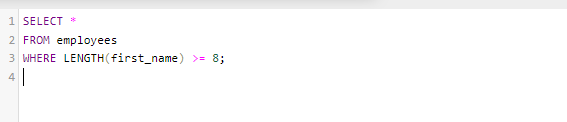 1 SELECT *
2 FROM employees
3 WHERE LENGTH(first_name) >= 8;
4